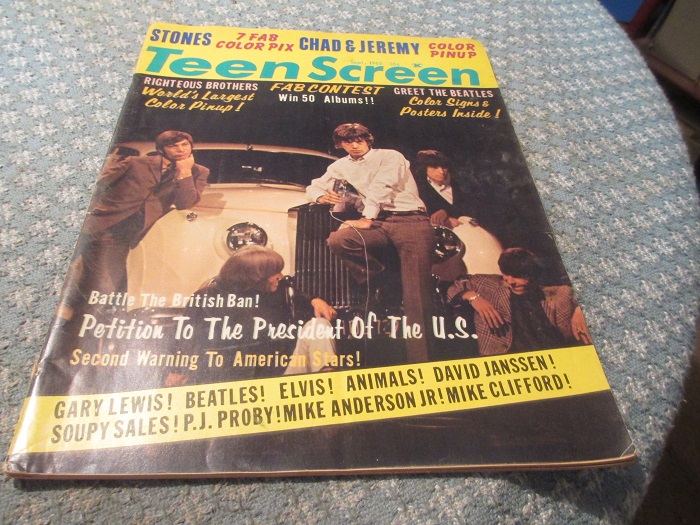 STONES 7 FAB COLOR PIX CHAD & JEREMY COLOR PINUP
Teen Screen
RIGHTEOUS BROTHERS
World's Largest
Color Pinup!
FAB CONTEST
Win 50 Albums!!
GREET THE BEATLES
Color Signs &
Posters Inside!
Battle The British Ban!
Petition To The President Of The U.S.
Second Warning To American Stars!
GARY LEWIS! BEATLES! ELVIS! ANIMALS! DAVID JANSSEN!
SOUPY SALES! P.J. PROBY! MIKE ANDERSON JR! MIKE CLIFFORD!